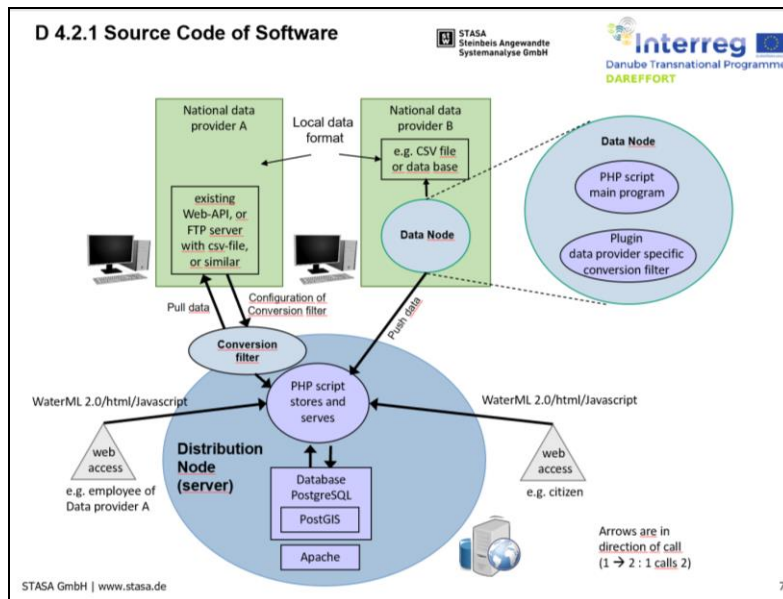 D 4.2.1 Source Code of Software
STASA
Steinbeis Angewandte
Systemanalyse GmbH
Interreg
Danube Transnational Programme
DAREFFORT
National data
provider A
Local data
format
National data
provider B
e.g. CSV file
or data base
Data Node
PHP script
main program
Plugin
data provider specific
conversion filter
existing
Web-API, or
FTP server
with csv-file,
or similar
Data Node
Pull data
Configuration of
Conversion filter
Push data
Conversion
filter
PHP script
stores and
serves
WaterML 2.0/html/Javascript
WaterML 2.0/html/Javascript
web
access
e.g. employee of
Data provider A
Distribution
Node
(server)
Database
PostgreSQL
PostGIS
Apache
web
access
e.g. citizen
Arrows are in
direction of call
(1 → 2 : 1 calls 2)
STASA GmbH | www.stasa.de
7